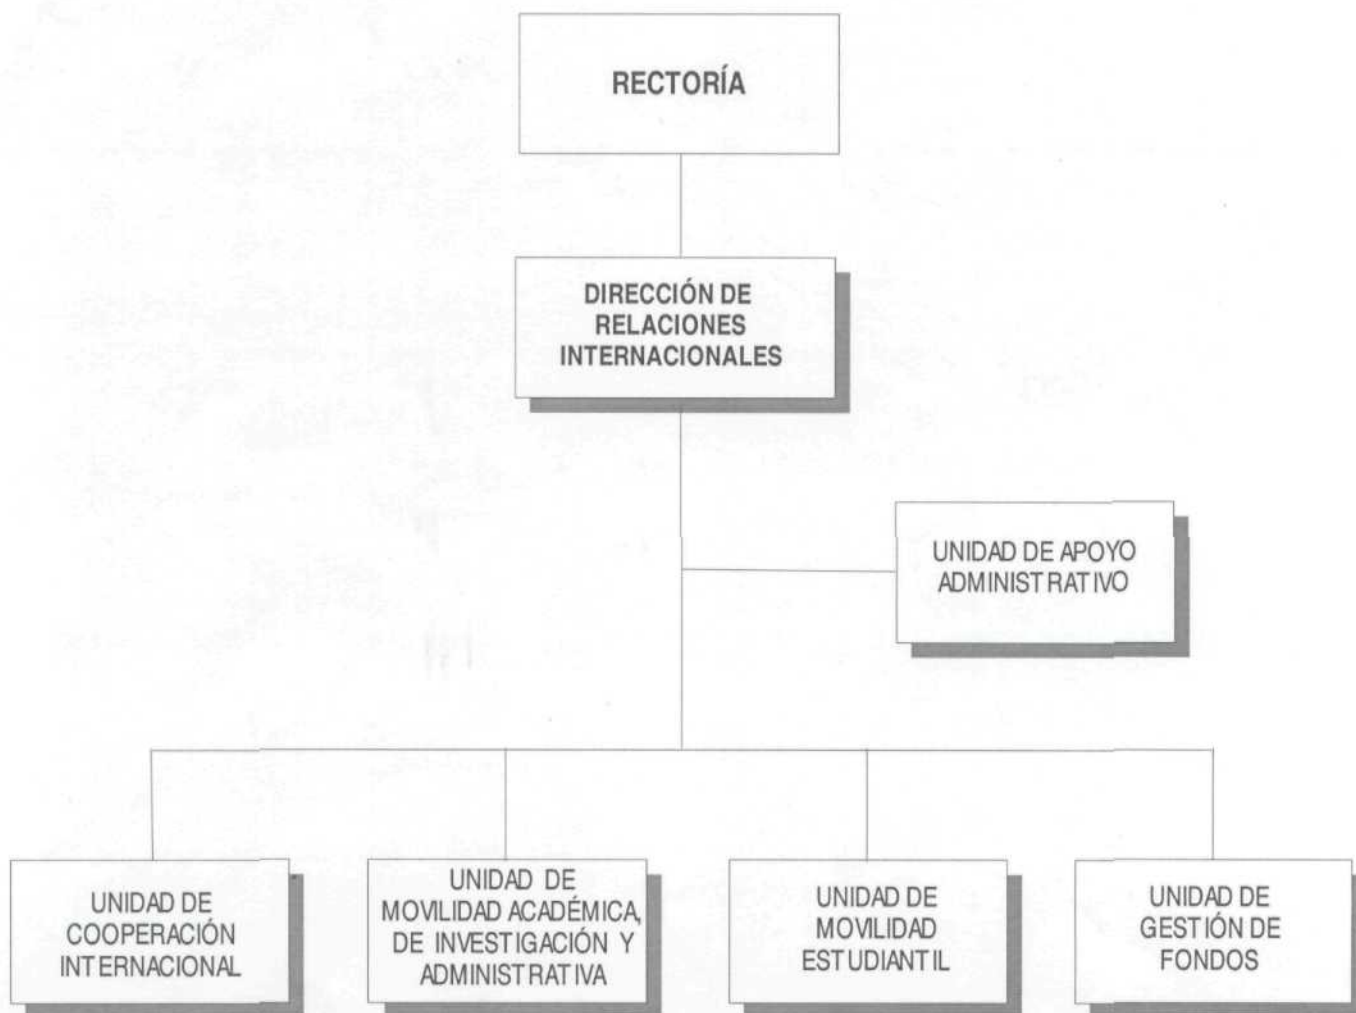 RECTORÍA
DIRECCIÓN DE
RELACIONES
INTERNACIONALES
UNIDAD DE APOYO
ADMINISTRATIVO
UNIDAD DE
COOPERACIÓN
INTERNACIONAL
UNIDAD DE
MOVILIDAD ACADÉMICA,
DE INVESTIGACIÓN Y
ADMINISTRATIVA
UNIDAD DE
MOVILIDAD
ESTUDIANTIL
UNIDAD DE
GESTIÓN DE
FONDOS